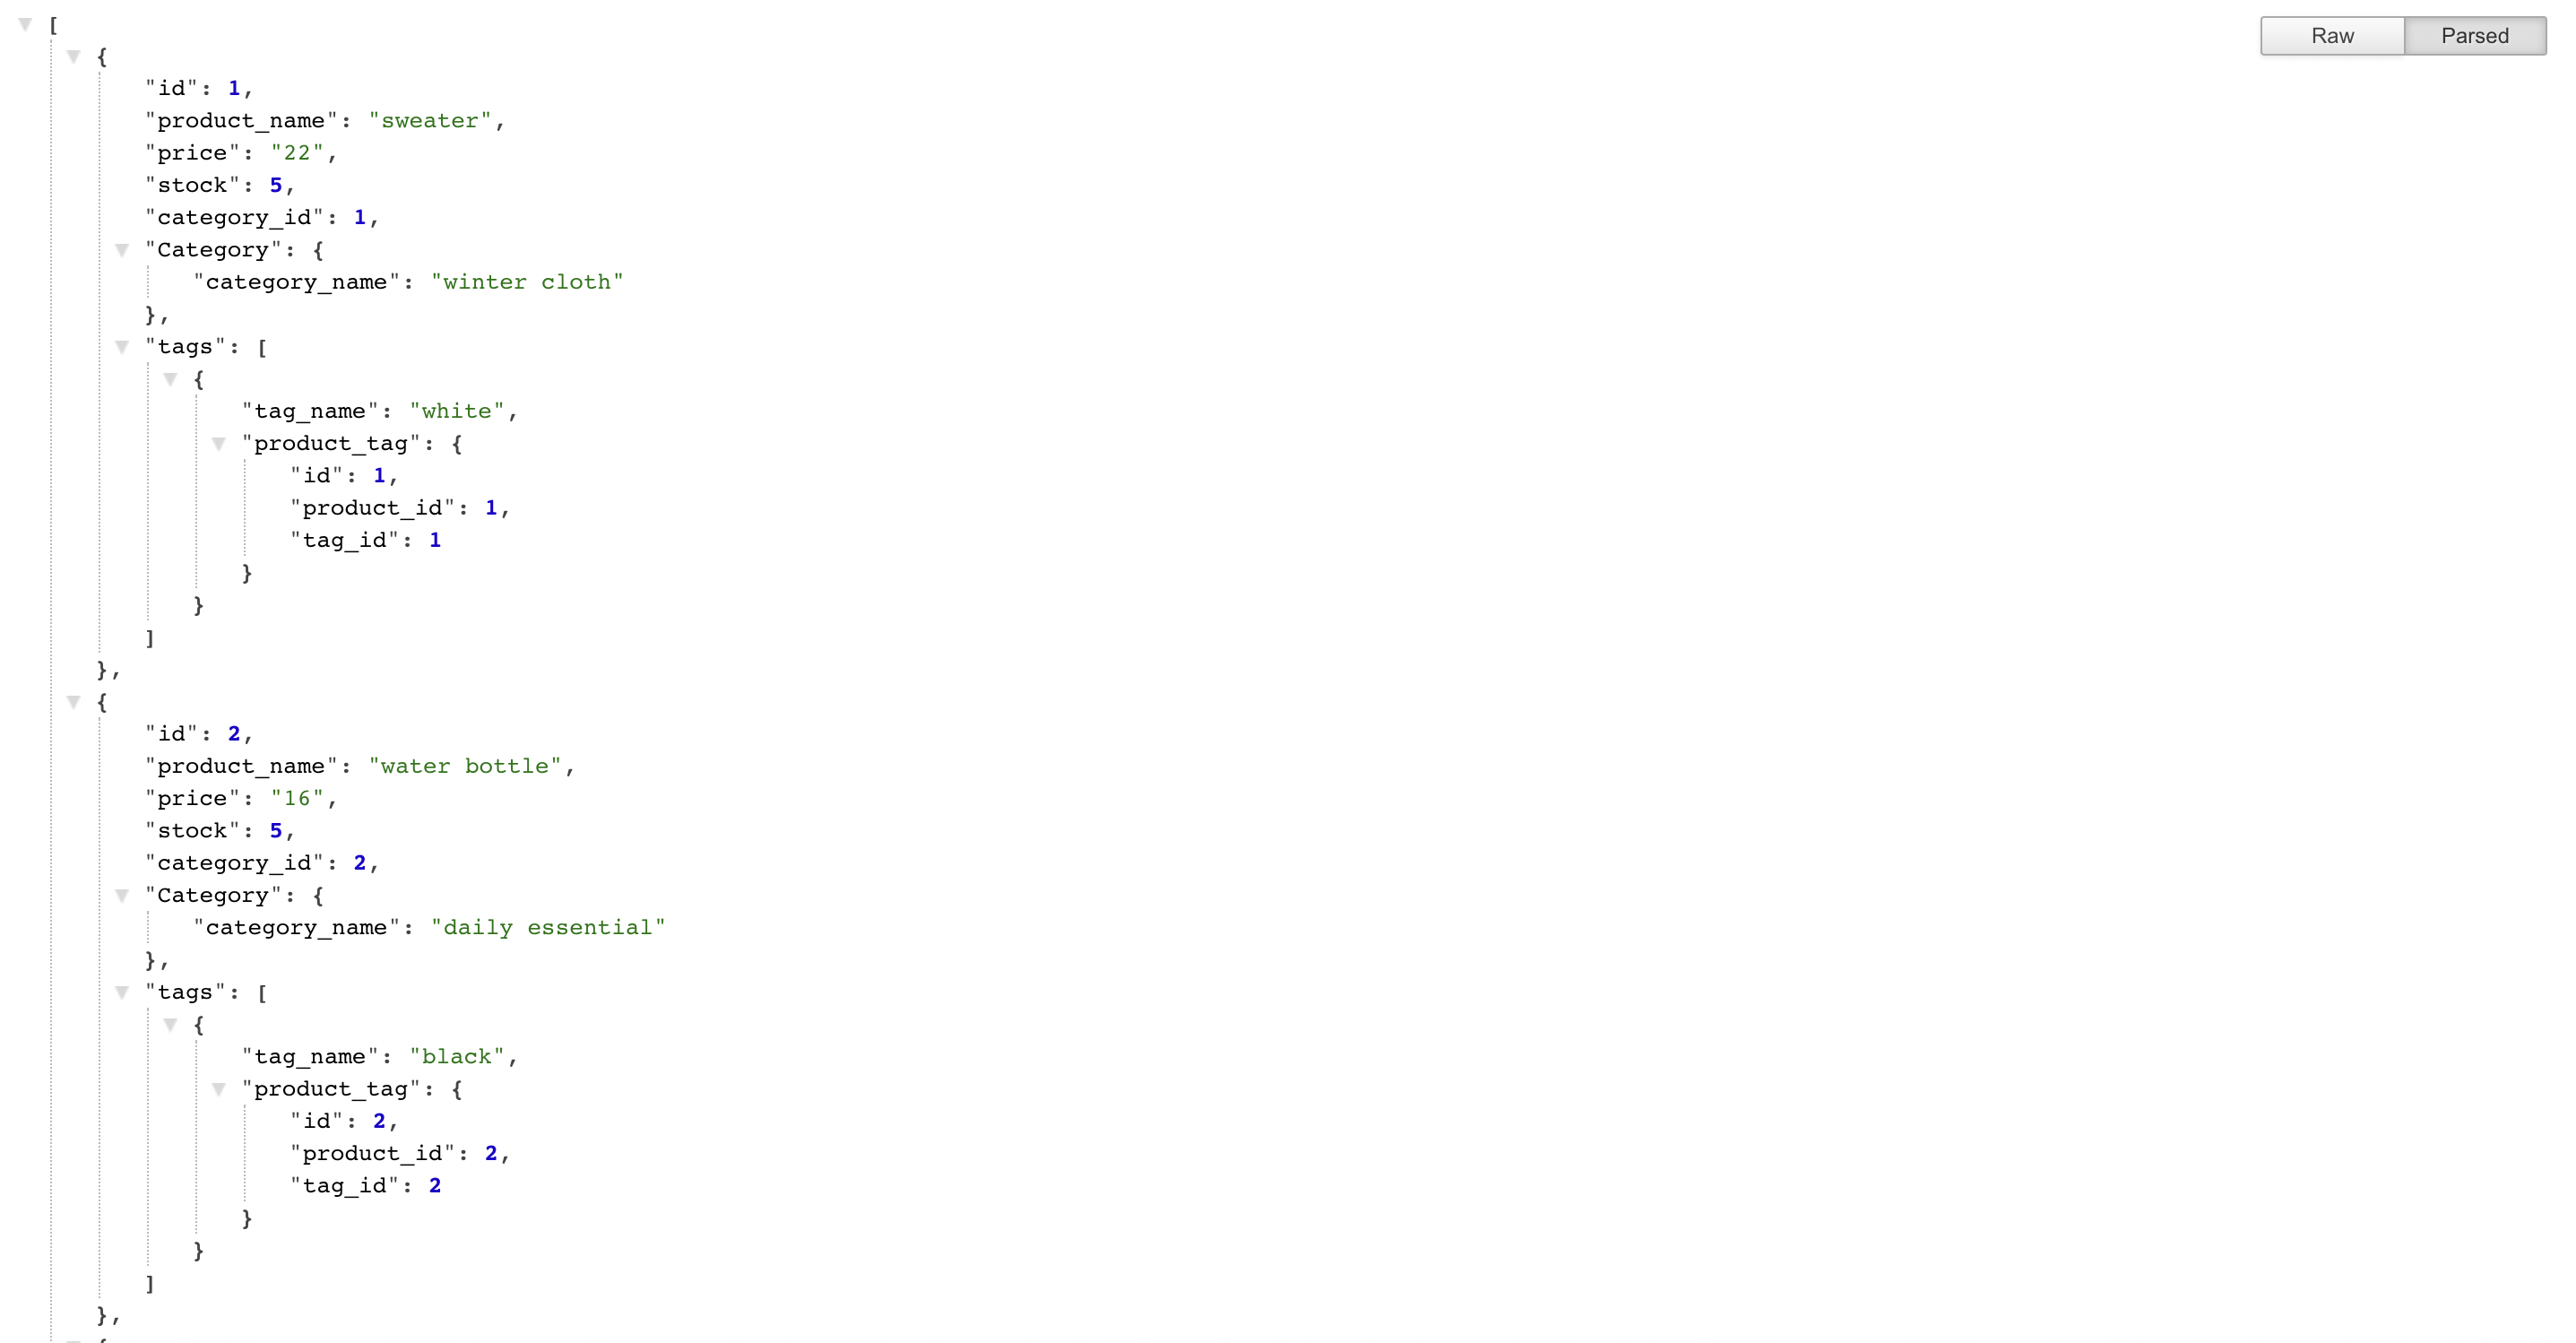 [
Raw Parsed
{
"id": 1,
"product_name": "sweater",
"price": "22",
"stock": 5,
"category_id": 1,
"Category": {
"category_name": "winter cloth"
},
"tags": [
{
"tag_name": "white",
"product_tag": {
"id": 1,
"product_id": 1,
"tag_id": 1
}
}
]
},
{
"id": 2,
"product_name": "water bottle",
"price": "16",
"stock": 5,
"category_id": 2,
"Category": {
"category_name": "daily essential"
},
"tags": [
{
"tag_name": "black",
"product_tag": {
"id": 2,
"product_id": 2,
"tag_id": 2
}
}
]
},
{